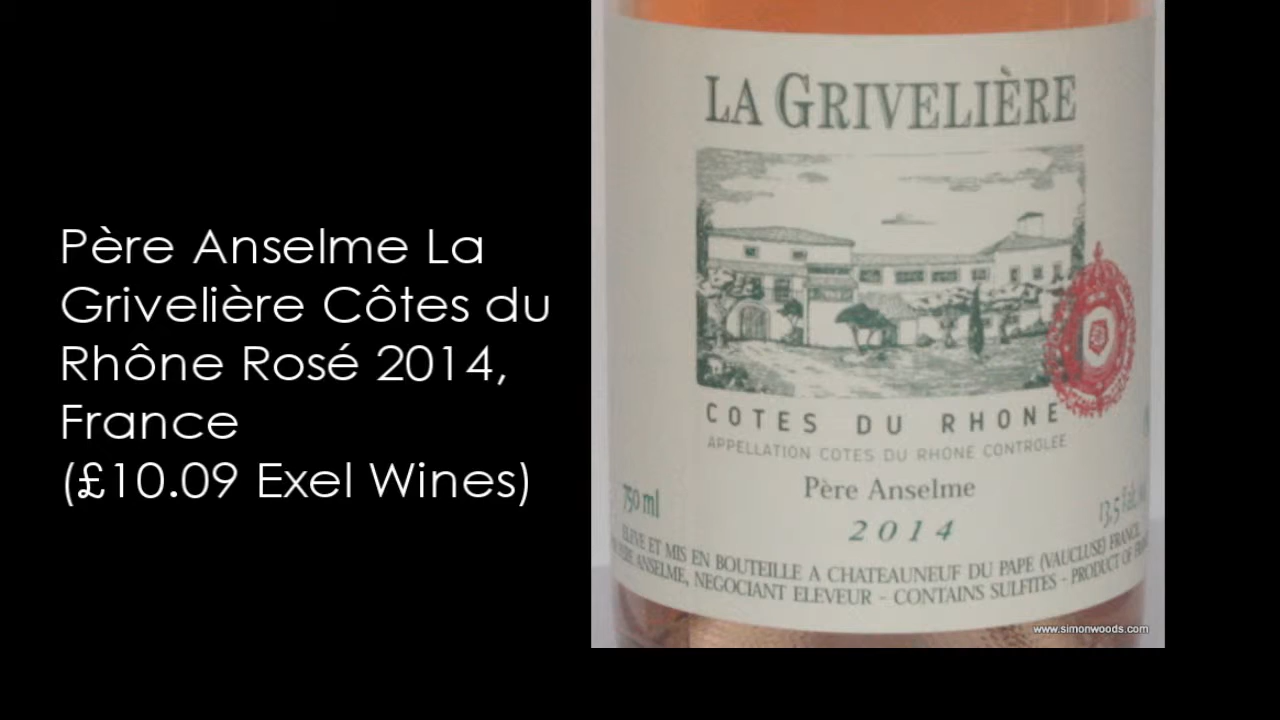 Père Anselme La
Grivelière Côtes du
Rhône Rosé 2014,
France
(£10.09 Exel Wines)
LA GRIVELIÈRE
COTES DU RHONE
APPELLATION COTES DU RHONE CONTROLEE
Père Anselme
750 ml
2014
ELEVE ET MIS EN BOUTEILLE A CHATEAUNEUF DU PAPE (VAUCLUSE) FRANCE
ANSELME, NEGOCIANT ELEVEUR - CONTAINS SULFITES - PRODUCT OF
www.simonwoods.com